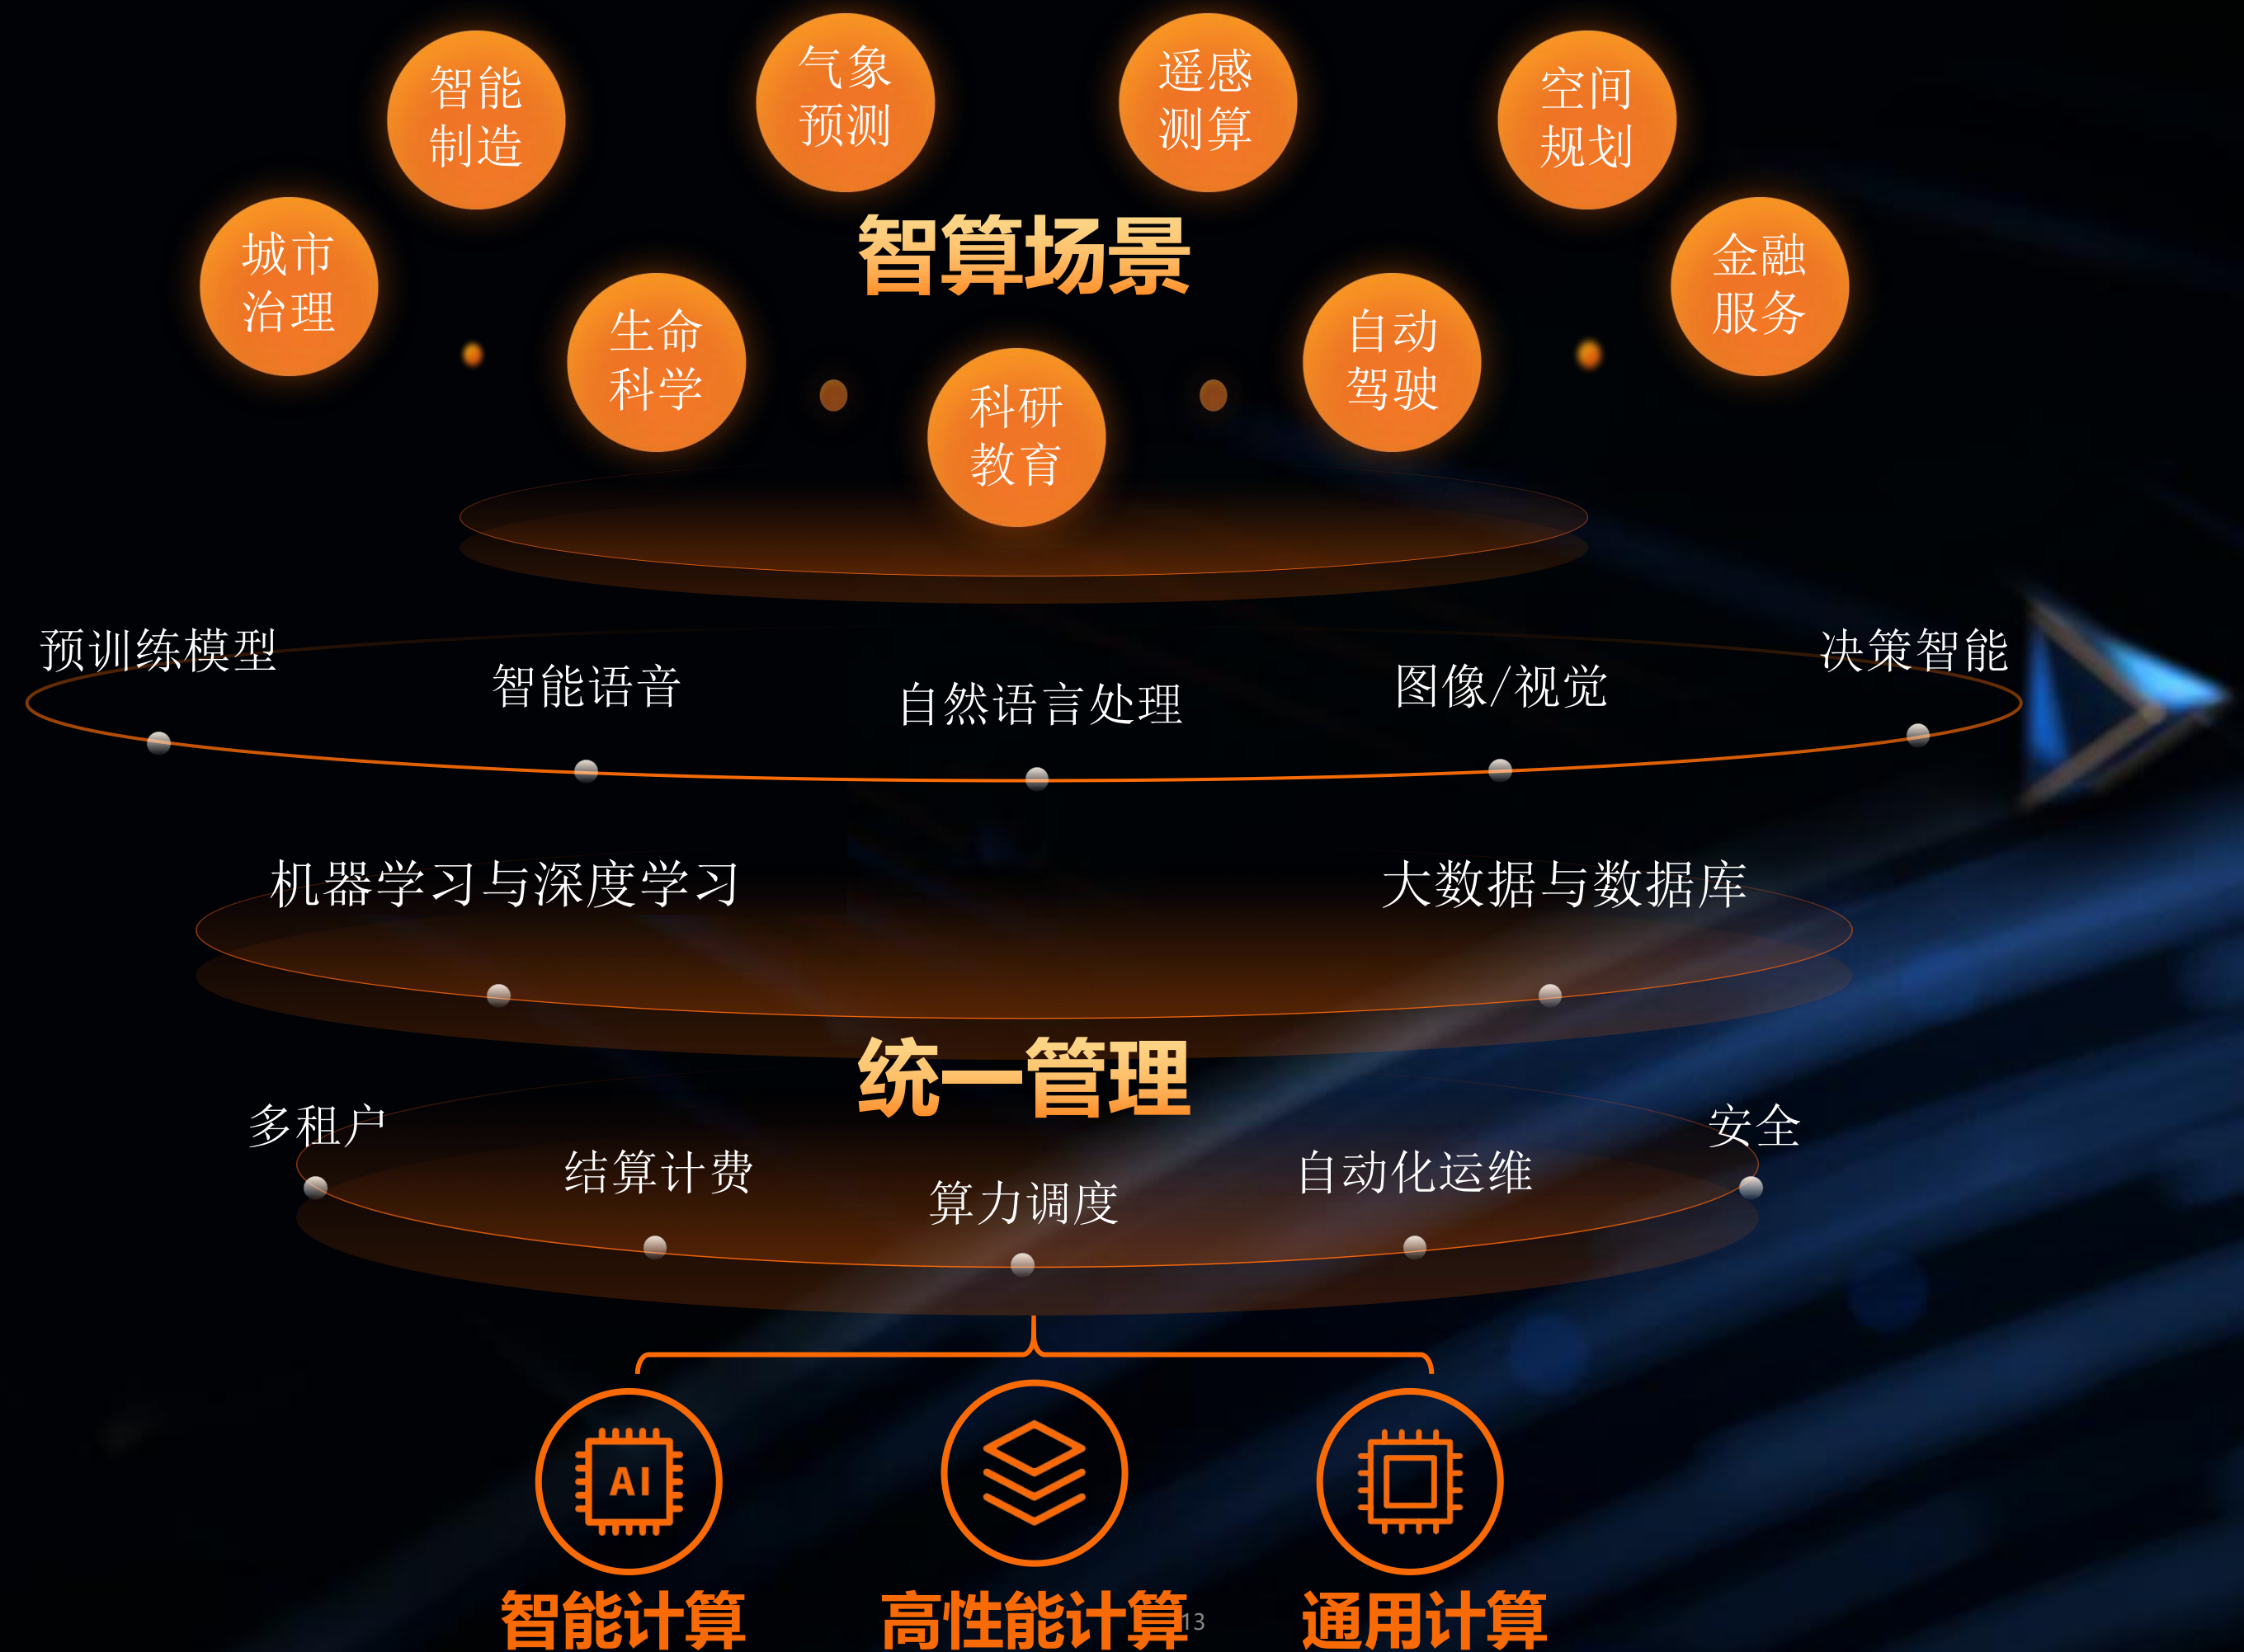 气象
预测
遥感
测算
智能
制造
空间
规划
城市
治理
智算场景
金融
服务
生命
科学
自动
驾驶
科研
教育
预训练模型
智能语音
自然语言处理
图像/视觉
决策智能
机器学习与深度学习
大数据与数据库
统一管理
多租户
结算计费
算力调度
自动化运维
安全
AI
智能计算
高性能计算
13
通用计算